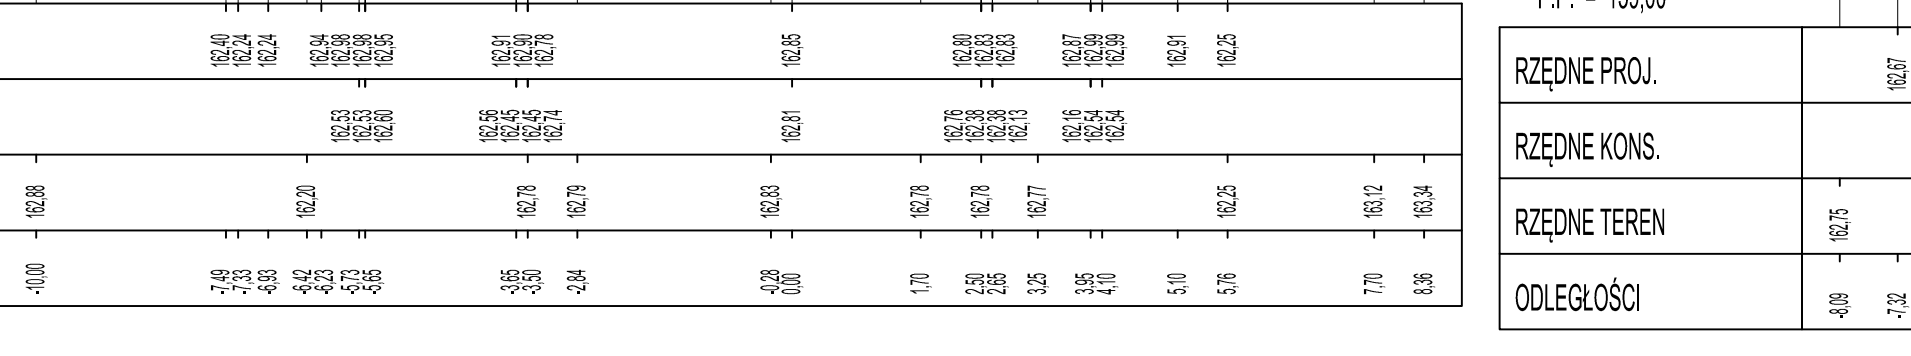 162,40 162,24 162,24 162,94 162,98 162,98 162,95 162,91 162,90 162,78 162,85 162,80 162,83 162,83 162,87 162,99 162,99 162,91 162,25
162,53 162,53 162,60 162,56 162,45 162,45 162,74 162,81 162,76 162,38 162,38 162,13 162,16 162,54 162,54
162,88 162,20 162,78 162,79 162,83 162,78 162,78 162,77 162,25 163,12 163,34
-10,00 -7,49 -7,33 -6,93 -6,42 -6,23 -5,73 -5,65 -3,65 -3,50 -2,84 -0,28 0,00 1,70 2,50 2,65 3,25 3,95 4,10 5,10 5,76 7,70 8,36
RZĘDNE PROJ. 162,67
RZĘDNE KONS.
RZĘDNE TEREN 162,75
ODLEGŁOŚCI -8,09 -7,32